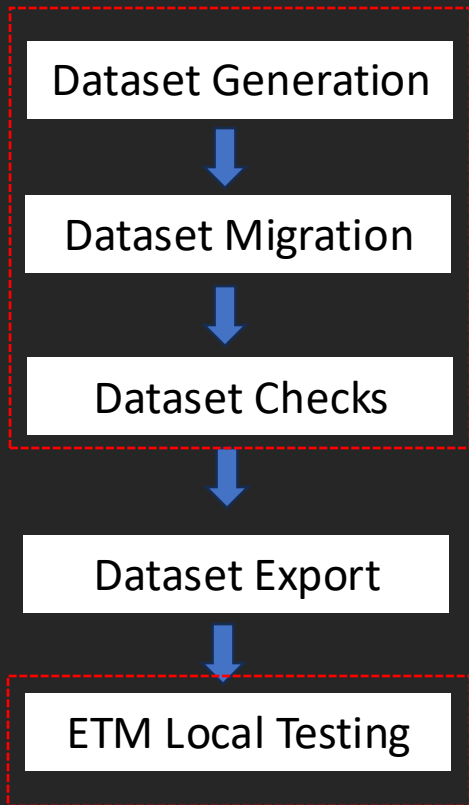 Dataset Generation
Dataset Migration
Dataset Checks
Dataset Export
ETM Local Testing